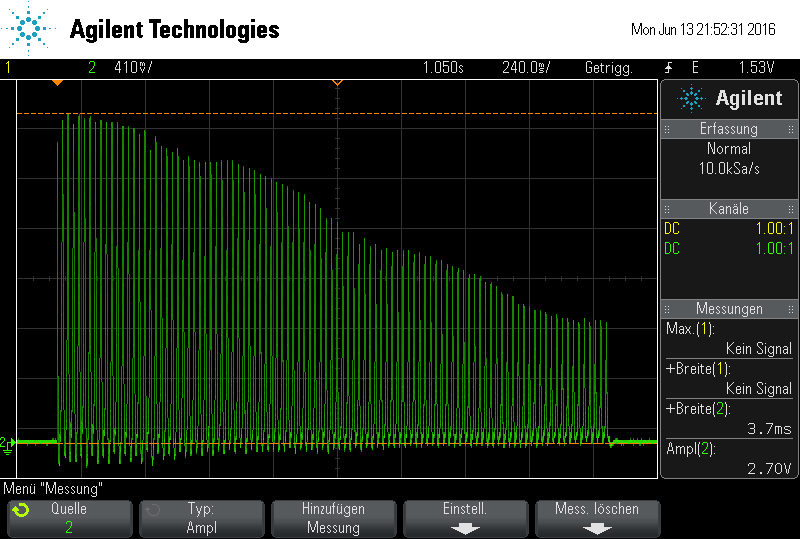 Agilent Technologies
Mon Jun 13 21:52:31 2016
1 2 410mV/ 1.050s 240.0ms/ Getrigg. E 1.53V
Agilent
Erfassung
Normal
10.0kSa/s
Kanäle
DC 1.00:1
DC 1.00:1
Messungen
Max.(1):
Kein Signal
+Breite(1):
Kein Signal
+Breite(2):
3.7ms
Ampl(2):
2.70V
2
Menü "Messung"
Quelle
2
Typ:
Ampl
Hinzufügen
Messung
Einstell.
Mess. löschen